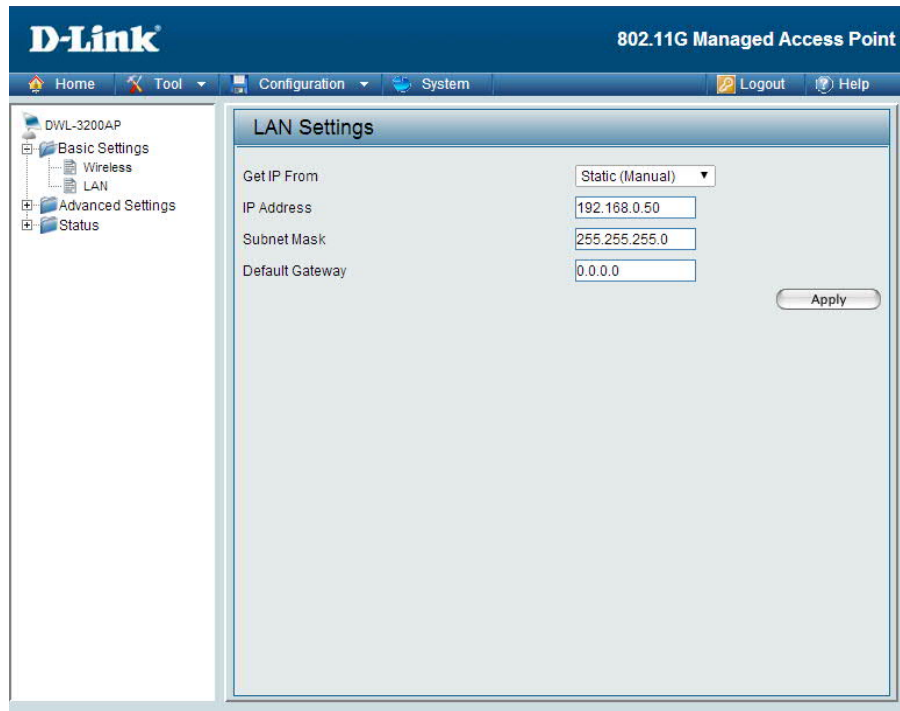 D-Link
802.11G Managed Access Point
Home Tool Configuration System Logout Help
DWL-3200AP
Basic Settings
Wireless
LAN
Advanced Settings
Status
LAN Settings
Get IP From Static (Manual)
IP Address 192.168.0.50
Subnet Mask 255.255.255.0
Default Gateway 0.0.0.0
Apply